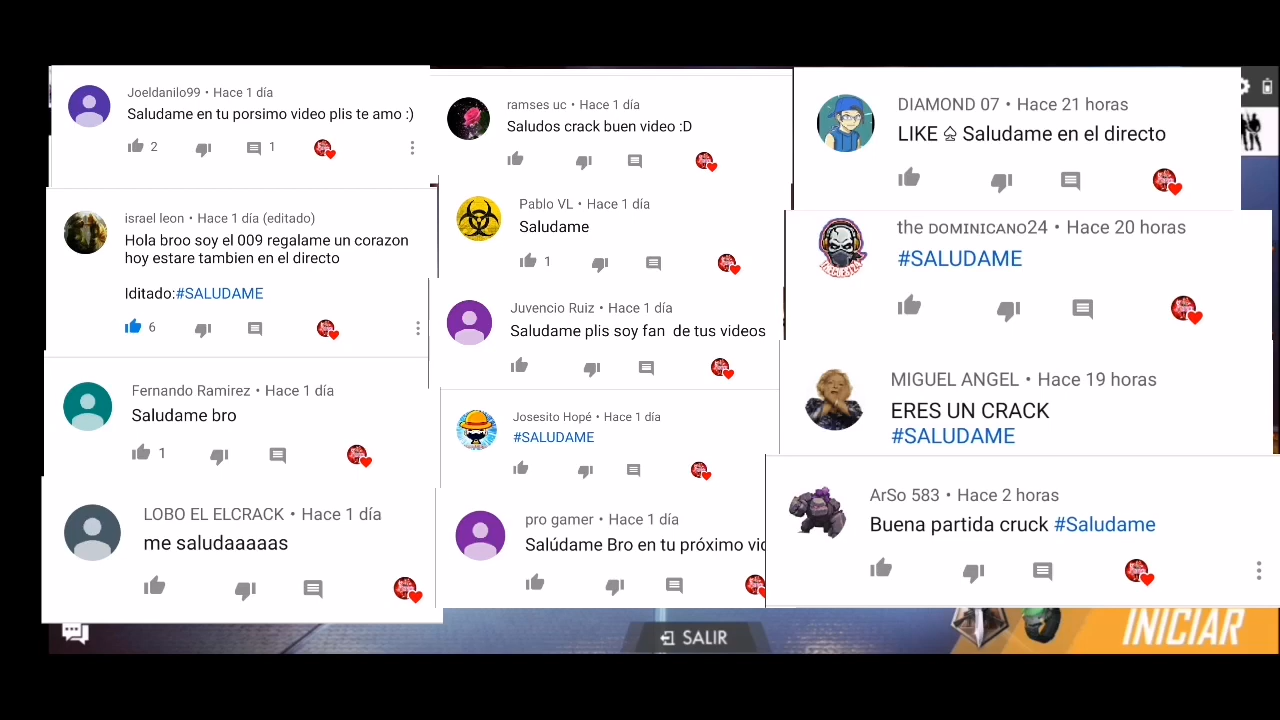 Joeldanilo99 • Hace 1 día
Saludame en tu porsimo video plis te amo :)
2
1
israel leon • Hace 1 día (editado)
Hola broo soy el 009 regalame un corazon
hoy estare tambien en el directo
Iditado:#SALUDAME
6
Fernando Ramirez • Hace 1 día
Saludame bro
1
LOBO EL ELCRACK • Hace 1 día
me saludaaaaas
ramses uc • Hace 1 día
Saludos crack buen video :D
Pablo VL • Hace 1 día
Saludame
1
Juvencio Ruiz • Hace 1 día
Saludame plis soy fan de tus videos
Josesito Hopé • Hace 1 día
#SALUDAME
pro gamer • Hace 1 día
Salúdame Bro en tu próximo vid
DIAMOND 07 • Hace 21 horas
LIKE ♤ Saludame en el directo
the ᴅᴏᴍɪɴɪᴄᴀɴᴏ24 • Hace 20 horas
#SALUDAME
MIGUEL ANGEL • Hace 19 horas
ERES UN CRACK
#SALUDAME
ArSo 583 • Hace 2 horas
Buena partida cruck #Saludame
SALIR
INICIAR